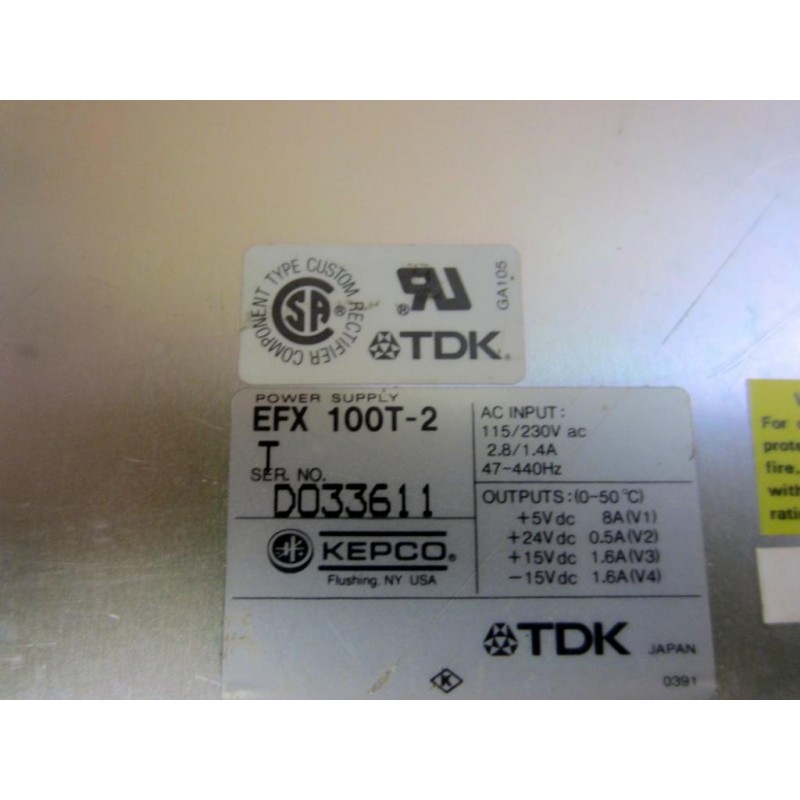 COMPONENT TYPE CUSTOM RECTIFIER
SA ®
® RU
GA105
TDK.
POWER SUPPLY
EFX 100T-2
T
SER. NO.
D033611
KEPCO®
Flushing, NY USA
AC INPUT:
115/230V ac
2.8/1.4A
47-440Hz
OUTPUTS: (0-50℃)
+5Vdc 8A(V1)
+24Vdc 0.5A(V2)
+15Vdc 1.6A(V3)
-15Vdc 1.6A(V4)
TDK JAPAN
K
0391
For
fire,
with